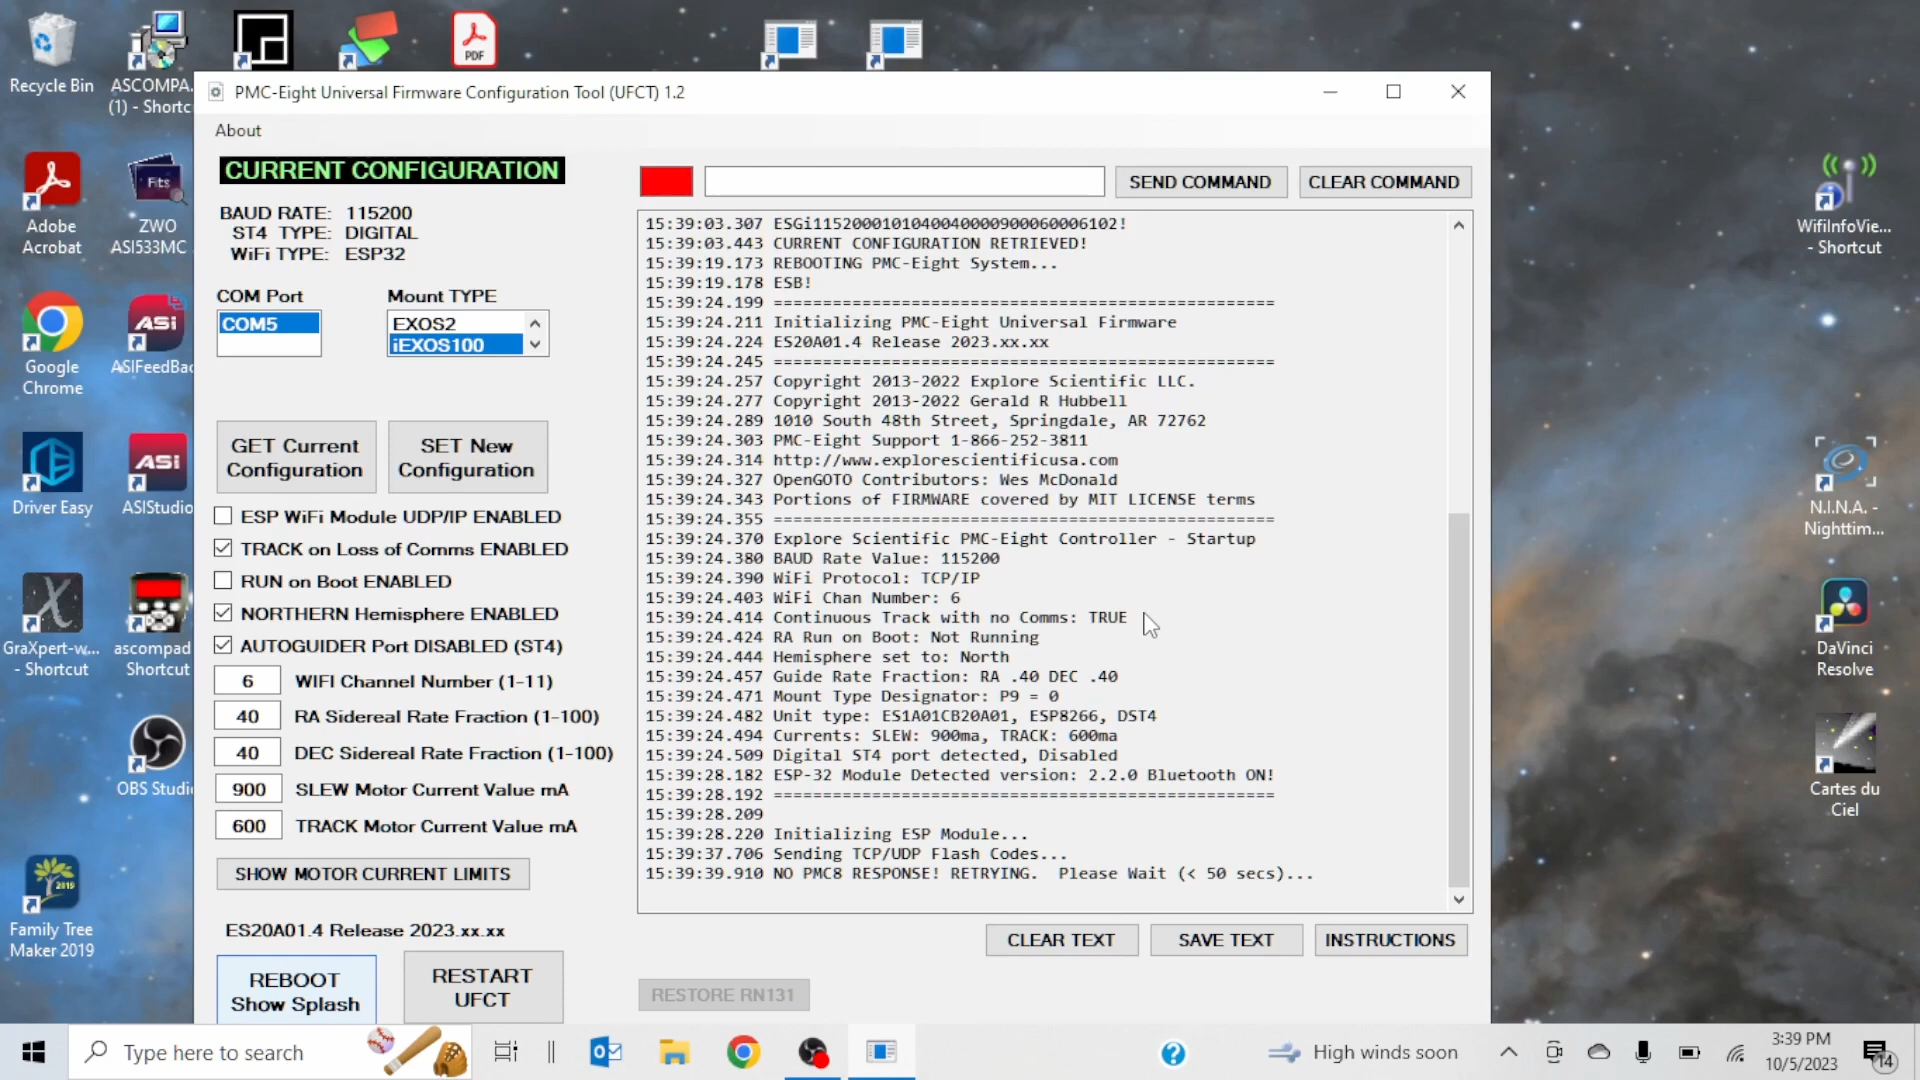 Recycle Bin
ASCOMPA...
(1) - Shortc
PDF
Adobe
Acrobat
Fits
ZWO
ASI533MC
Google
Chrome
ASi
ASIFeedBac
Driver Easy
ASi
ASIStudio
GraXpert-w...
- Shortcut
ascompad
Shortcut
OBS Studi
2019
Family Tree
Maker 2019
WifiInfoVie...
- Shortcut
N.I.N.A. -
Nighttim...
DaVinci
Resolve
Cartes du
Ciel
PMC-Eight Universal Firmware Configuration Tool (UFCT) 1.2
About
CURRENT CONFIGURATION
BAUD RATE: 115200
ST4 TYPE: DIGITAL
WiFi TYPE: ESP32
COM Port
COM5
Mount TYPE
EXOS2
iEXOS100
GET Current
Configuration
SET New
Configuration
ESP WiFi Module UDP/IP ENABLED
TRACK on Loss of Comms ENABLED
RUN on Boot ENABLED
NORTHERN Hemisphere ENABLED
AUTOGUIDER Port DISABLED (ST4)
6 WIFI Channel Number (1-11)
40 RA Sidereal Rate Fraction (1-100)
40 DEC Sidereal Rate Fraction (1-100)
900 SLEW Motor Current Value mA
600 TRACK Motor Current Value mA
SHOW MOTOR CURRENT LIMITS
ES20A01.4 Release 2023.xx.xx
REBOOT
Show Splash
RESTART
UFCT
SEND COMMAND
CLEAR COMMAND
15:39:03.307 ESGi1152000101040040000900060006102!
15:39:03.443 CURRENT CONFIGURATION RETRIEVED!
15:39:19.173 REBOOTING PMC-Eight System...
15:39:19.178 ESB!
15:39:24.199 ===================================================
15:39:24.211 Initializing PMC-Eight Universal Firmware
15:39:24.224 ES20A01.4 Release 2023.xx.xx
15:39:24.245 ===================================================
15:39:24.257 Copyright 2013-2022 Explore Scientific LLC.
15:39:24.277 Copyright 2013-2022 Gerald R Hubbell
15:39:24.289 1010 South 48th Street, Springdale, AR 72762
15:39:24.303 PMC-Eight Support 1-866-252-3811
15:39:24.314 http://www.explorescientificusa.com
15:39:24.327 OpenGOTO Contributors: Wes McDonald
15:39:24.343 Portions of FIRMWARE covered by MIT LICENSE terms
15:39:24.355 ===================================================
15:39:24.370 Explore Scientific PMC-Eight Controller - Startup
15:39:24.380 BAUD Rate Value: 115200
15:39:24.390 WiFi Protocol: TCP/IP
15:39:24.403 WiFi Chan Number: 6
15:39:24.414 Continuous Track with no Comms: TRUE
15:39:24.424 RA Run on Boot: Not Running
15:39:24.444 Hemisphere set to: North
15:39:24.457 Guide Rate Fraction: RA .40 DEC .40
15:39:24.471 Mount Type Designator: P9 = 0
15:39:24.482 Unit type: ES1A01CB20A01, ESP8266, DST4
15:39:24.494 Currents: SLEW: 900ma, TRACK: 600ma
15:39:24.509 Digital ST4 port detected, Disabled
15:39:28.182 ESP-32 Module Detected version: 2.2.0 Bluetooth ON!
15:39:28.192 ===================================================
15:39:28.209
15:39:28.220 Initializing ESP Module...
15:39:37.706 Sending TCP/UDP Flash Codes...
15:39:39.910 NO PMC8 RESPONSE! RETRYING. Please Wait (< 50 secs)...
CLEAR TEXT
SAVE TEXT
INSTRUCTIONS
RESTORE RN131
Type here to search
High winds soon
3:39 PM
10/5/2023
14